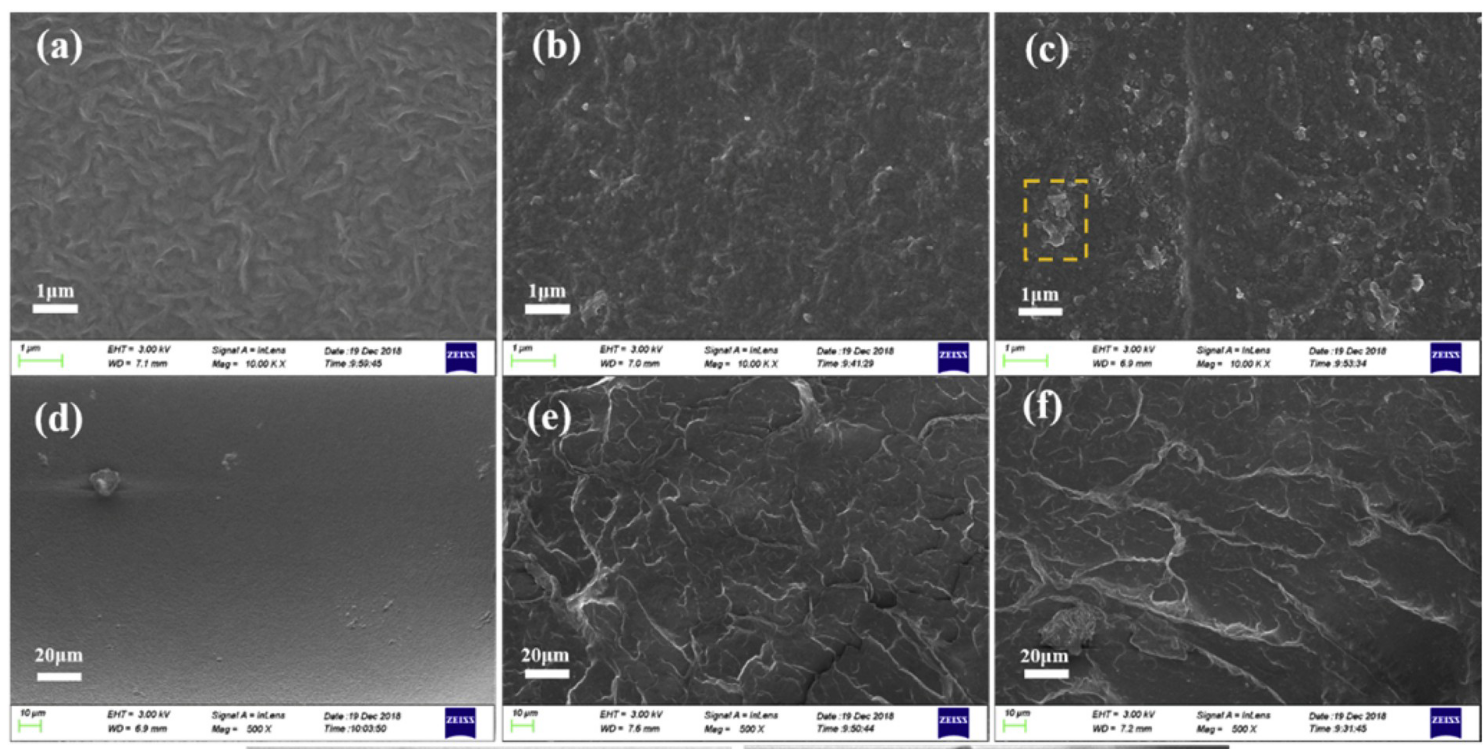 (a)
(b)
(c)
1μm
1μm
1μm
1 μm EHT = 3.00 kV Signal A = InLens Date :19 Dec 2018 ZEISS
WD = 7.1 mm Mag = 10.00 K X Time :9:59:45
1 μm EHT = 3.00 kV Signal A = InLens Date :19 Dec 2018 ZEISS
WD = 7.0 mm Mag = 10.00 K X Time :9:41:29
1 μm EHT = 3.00 kV Signal A = InLens Date :19 Dec 2018 ZEISS
WD = 6.9 mm Mag = 10.00 K X Time :9:53:34
(d)
(e)
(f)
20μm
20μm
20μm
10 μm EHT = 3.00 kV Signal A = InLens Date :19 Dec 2018 ZEISS
WD = 6.9 mm Mag = 500 X Time :10:03:50
10 μm EHT = 3.00 kV Signal A = InLens Date :19 Dec 2018 ZEISS
WD = 7.6 mm Mag = 500 X Time :9:50:44
10 μm EHT = 3.00 kV Signal A = InLens Date :19 Dec 2018 ZEISS
WD = 7.2 mm Mag = 500 X Time :9:31:45